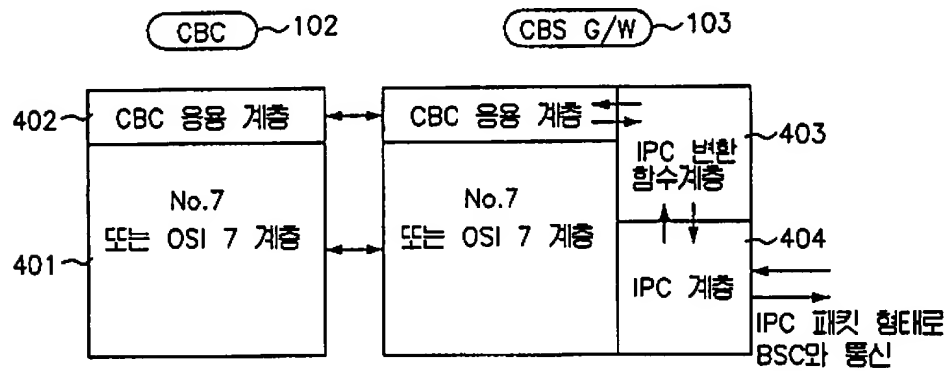 CBC 102
CBS G/W 103
402 CBC 응용 계층
CBC 응용 계층
IPC 변환
함수계층
403
No.7
또는 OSI 7 계층
401
No.7
또는 OSI 7 계층
IPC 계층
404
IPC 패킷 형태로
BSC와 통신